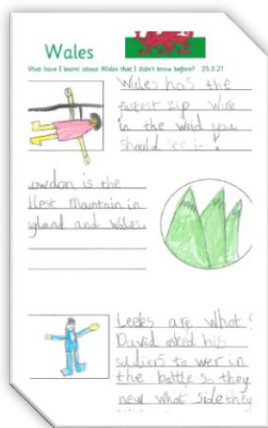 Wales
What have I learnt about Wales that I didn't know before? 25.3.21
Wales has the
fastest zip wire
in the world you
should see it
owdon is the
llest mountain in
ngland and Wales.
Leeks are what
David asked his
soldiers to wer in
the battle so they
new what side they